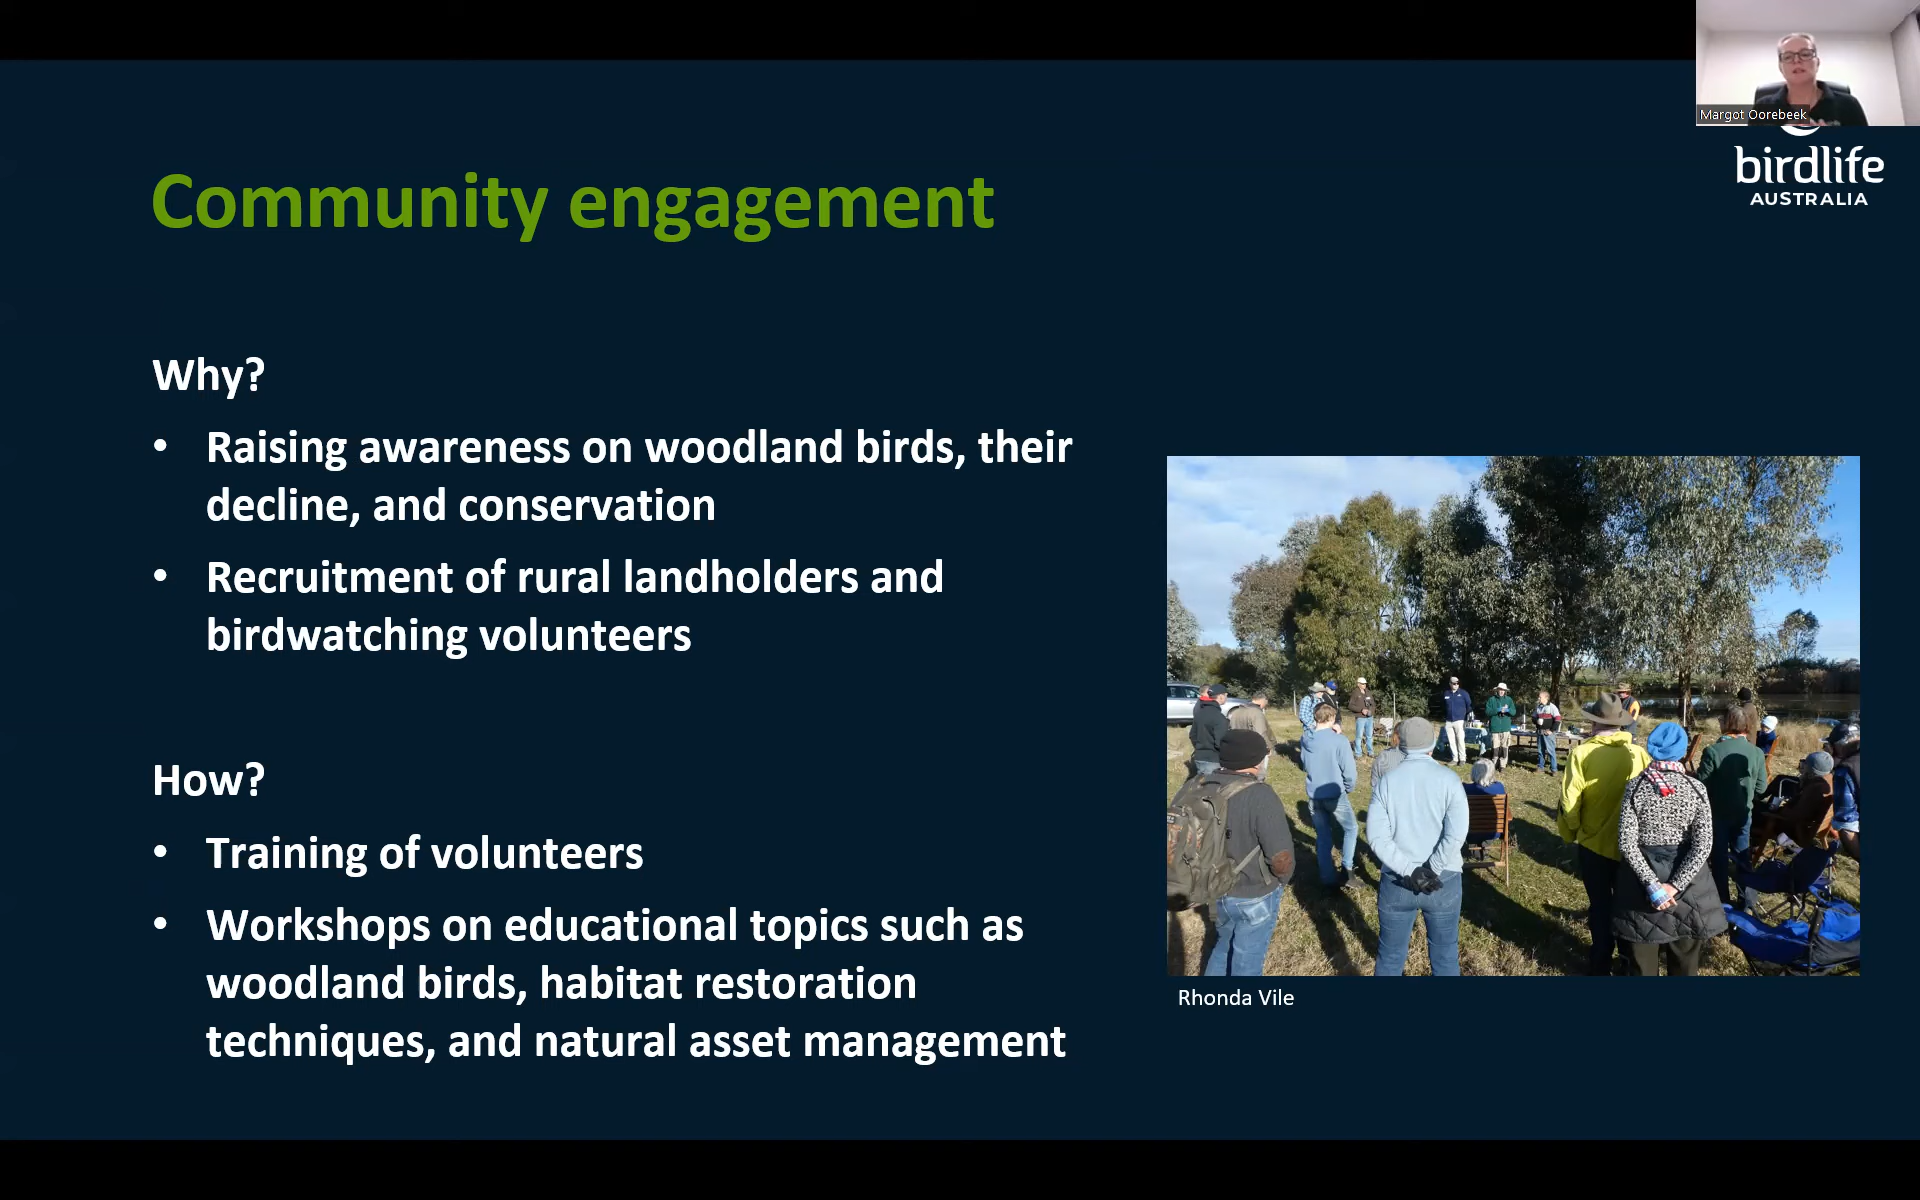 Margot Oorebeek
birdlife
AUSTRALIA
Community engagement
Why?
• Raising awareness on woodland birds, their
decline, and conservation
• Recruitment of rural landholders and
birdwatching volunteers
How?
• Training of volunteers
• Workshops on educational topics such as
woodland birds, habitat restoration
techniques, and natural asset management
Rhonda Vile